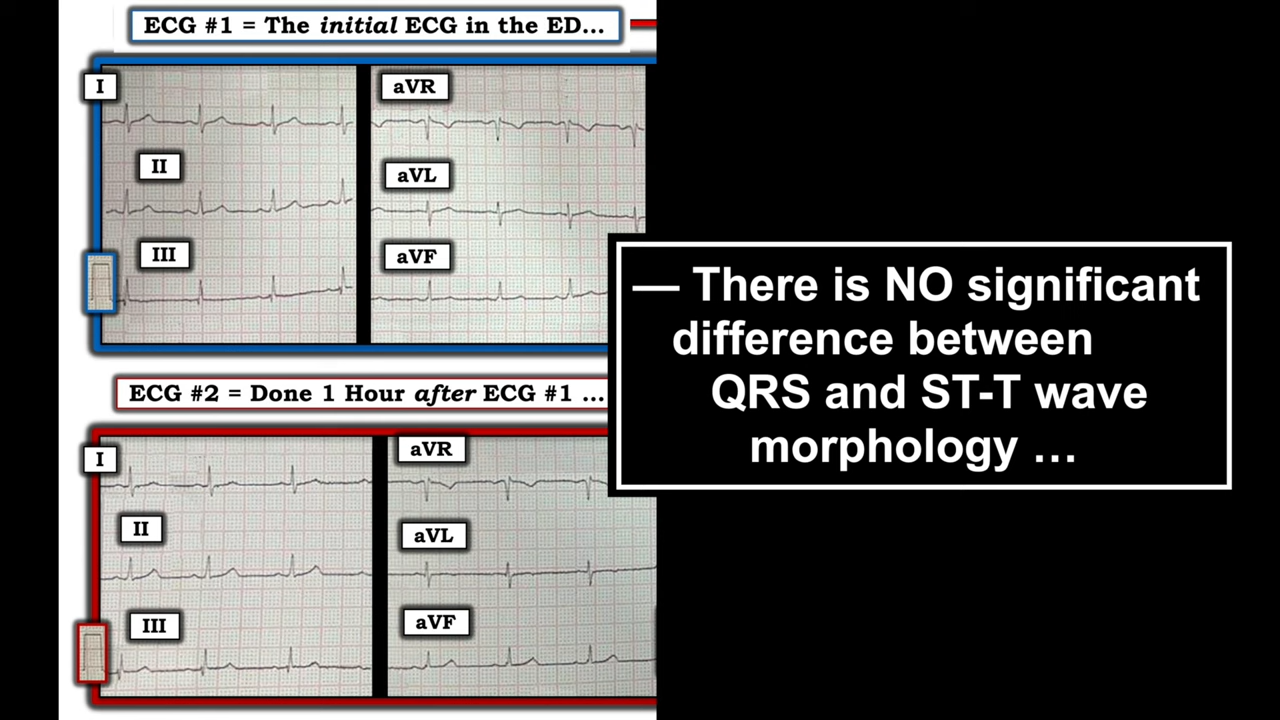 ECG #1 = The initial ECG in the ED...
I
aVR
II
aVL
III
aVF
— There is NO significant
difference between
QRS and ST-T wave
morphology ...
ECG #2 = Done 1 Hour after ECG #1 ...
I
aVR
II
aVL
III
aVF